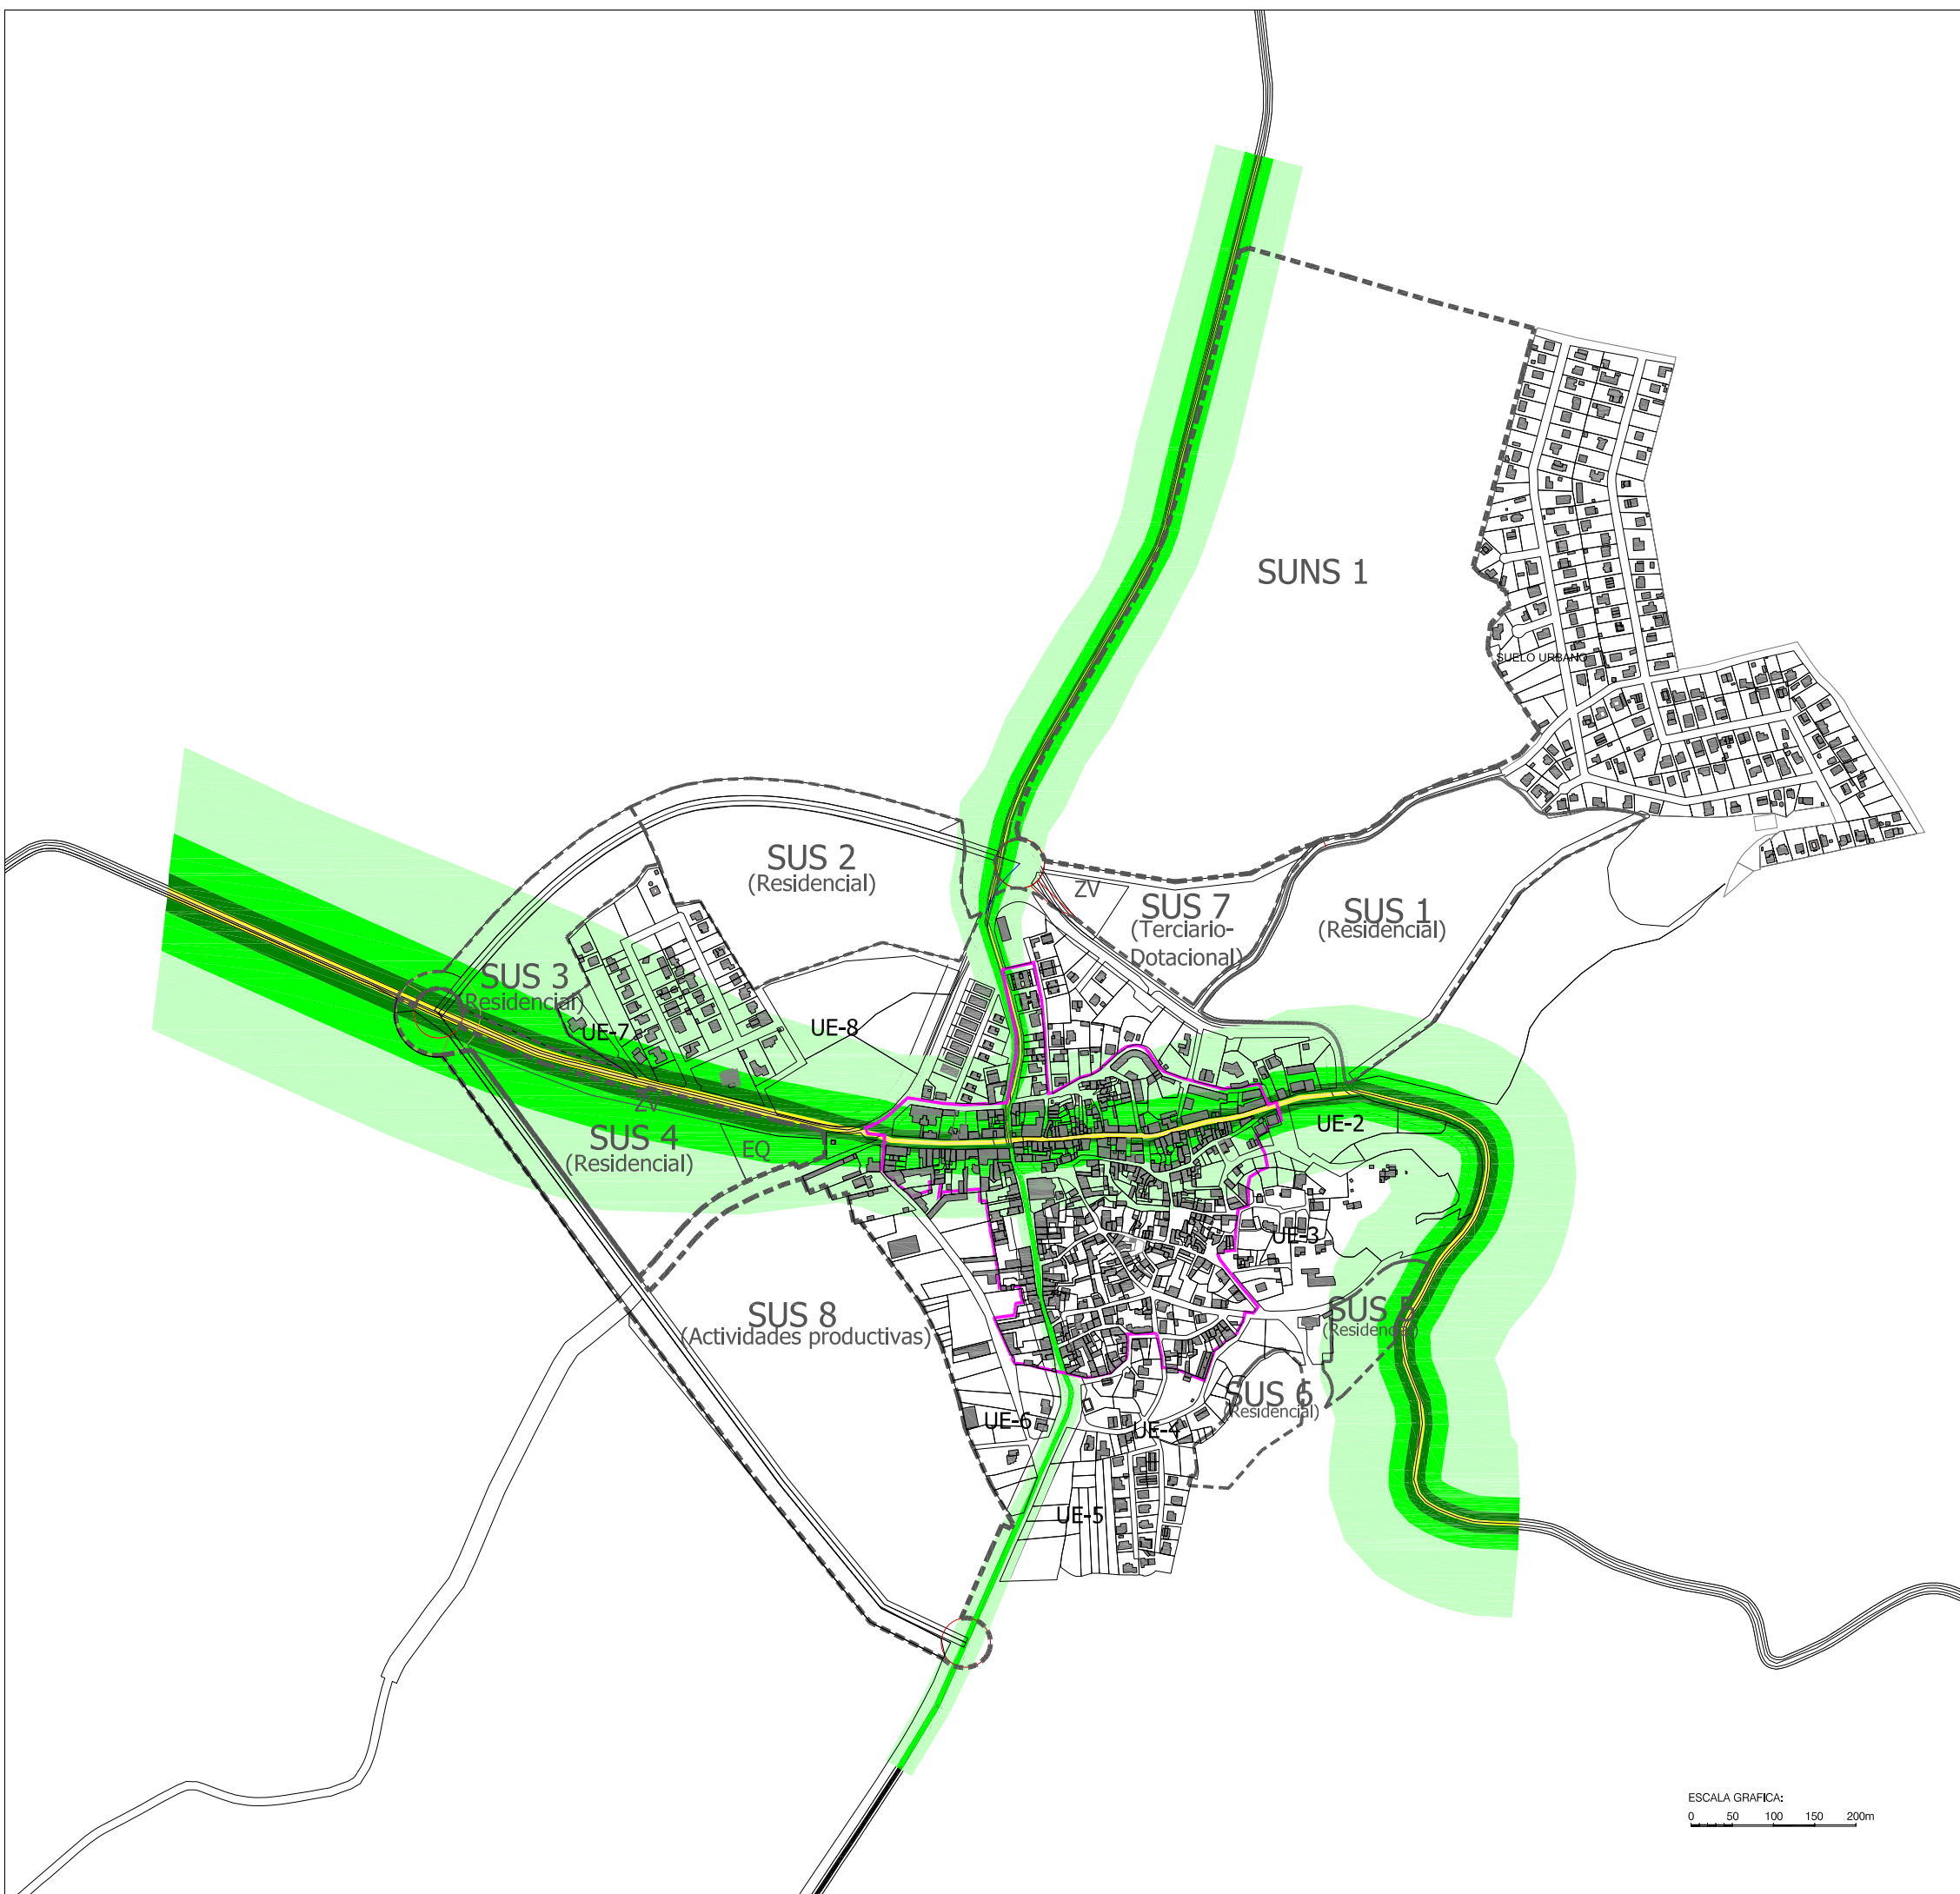 SUNS 1
SUELO URBANO
SUS 2
(Residencial)
ZV
SUS 7
(Terciario-
Dotacional)
SUS 1
(Residencial)
SUS 3
(Residencial)
UE-7
UE-8
ZV
SUS 4
(Residencial)
EQ
UE-2
UE-3
SUS 5
(Residencial)
SUS 8
(Actividades productivas)
SUS 6
(Residencial)
UE-6
UE-4
UE-5
ESCALA GRAFICA:
0 50 100 150 200m